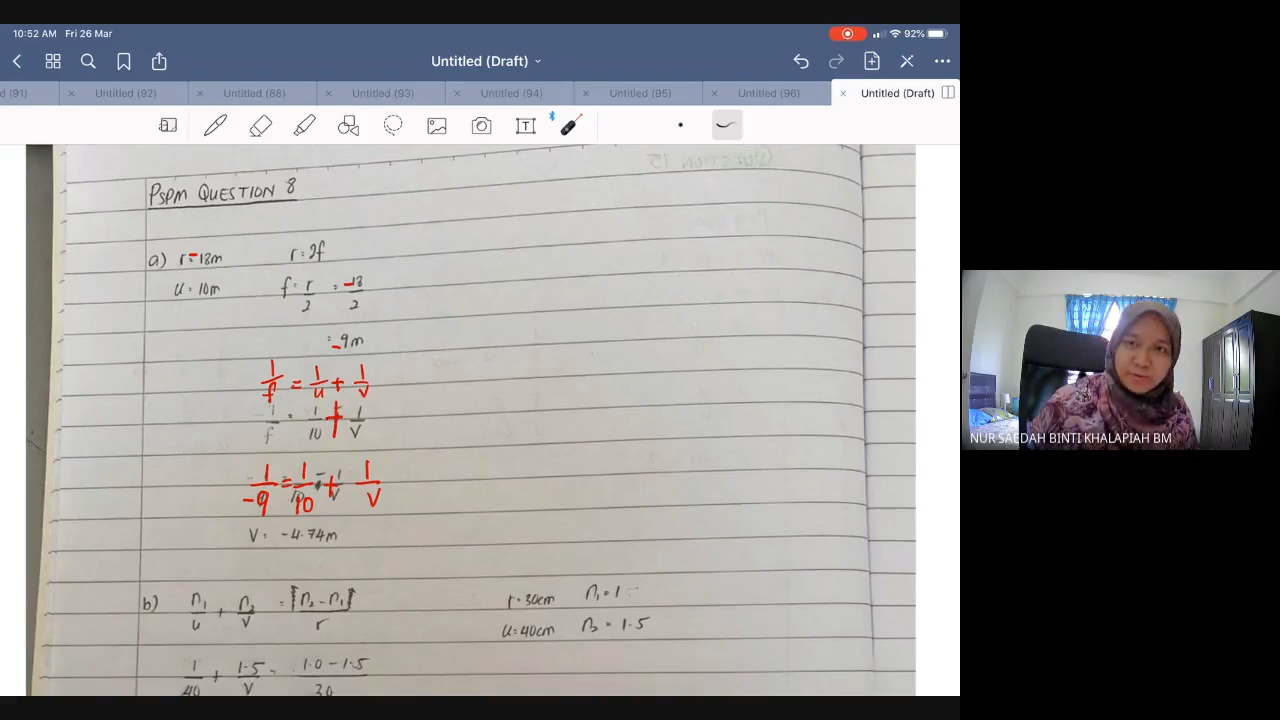 10:52 AM Fri 26 Mar
92%
Untitled (Draft)
d (91)
Untitled (92)
Untitled (88)
Untitled (93)
Untitled (94)
Untitled (95)
Untitled (96)
Untitled (Draft)
QUESTION 15
PSPM QUESTION 8
a) r = -18m r = 2f
u = 10m f = r/2 = -18/2
= -9m
1/f = 1/u + 1/v
1/f = 1/10 + 1/v
1/-9 = 1/10 + 1/v
V = -4.74m
b) n₁/u + n₂/v = [n₂ - n₁]/r r = 30cm n₁ = 1
u = 40cm n₂ = 1.5
1/40 + 1.5/v = 1.0 - 1.5/30
NUR SAEDAH BINTI KHALAPIAH BM